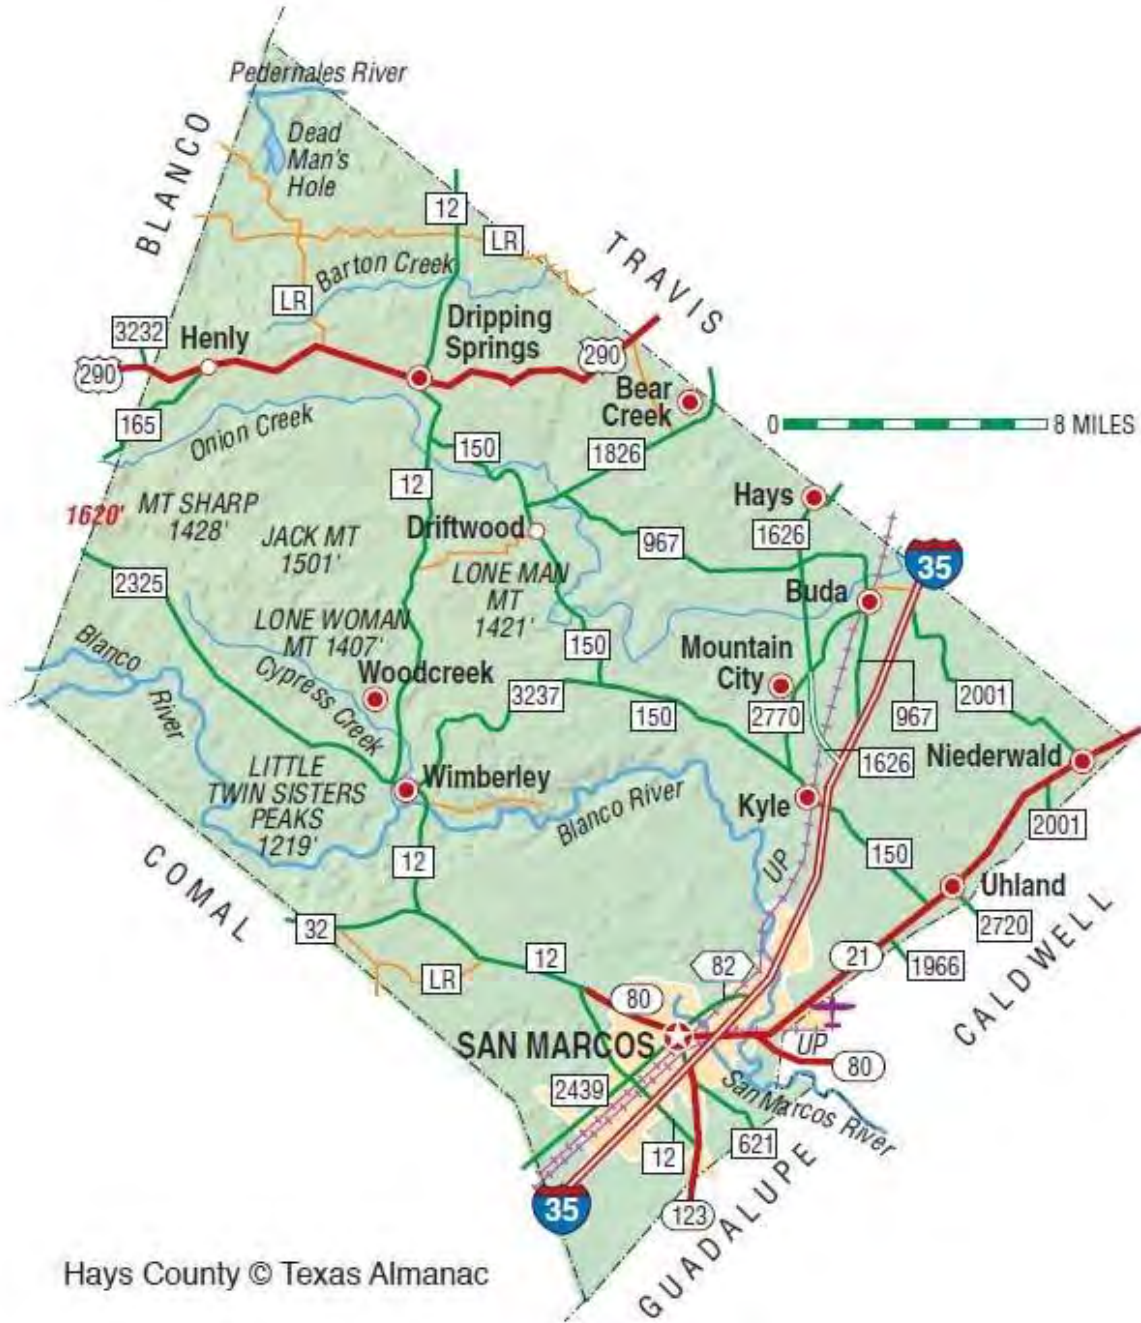 Pedernales River
BLANCO
Dead
Man's
Hole
12
LR
TRAVIS
Barton Creek
LR
3232
Henly
Dripping
Springs
290
290
Bear
Creek
165
Onion Creek
0
8 MILES
150
1826
12
Hays
1620'
MT SHARP
1428'
JACK MT
1501'
Driftwood
967
1626
35
2325
LONE MAN
MT
1421'
Buda
LONE WOMAN
MT 1407'
Blanco
River
Cypress Creek
Woodcreek
150
Mountain
City
3237
150
2770
967
2001
1626
Niederwald
LITTLE
TWIN SISTERS
PEAKS
1219'
Wimberley
Blanco River
Kyle
2001
COMAL
12
UP
150
Uhland
2720
32
12
LR
82
21
1966
CALDWELL
80
SAN MARCOS
UP
80
2439
San Marcos River
12
621
35
123
GUADALUPE
Hays County © Texas Almanac